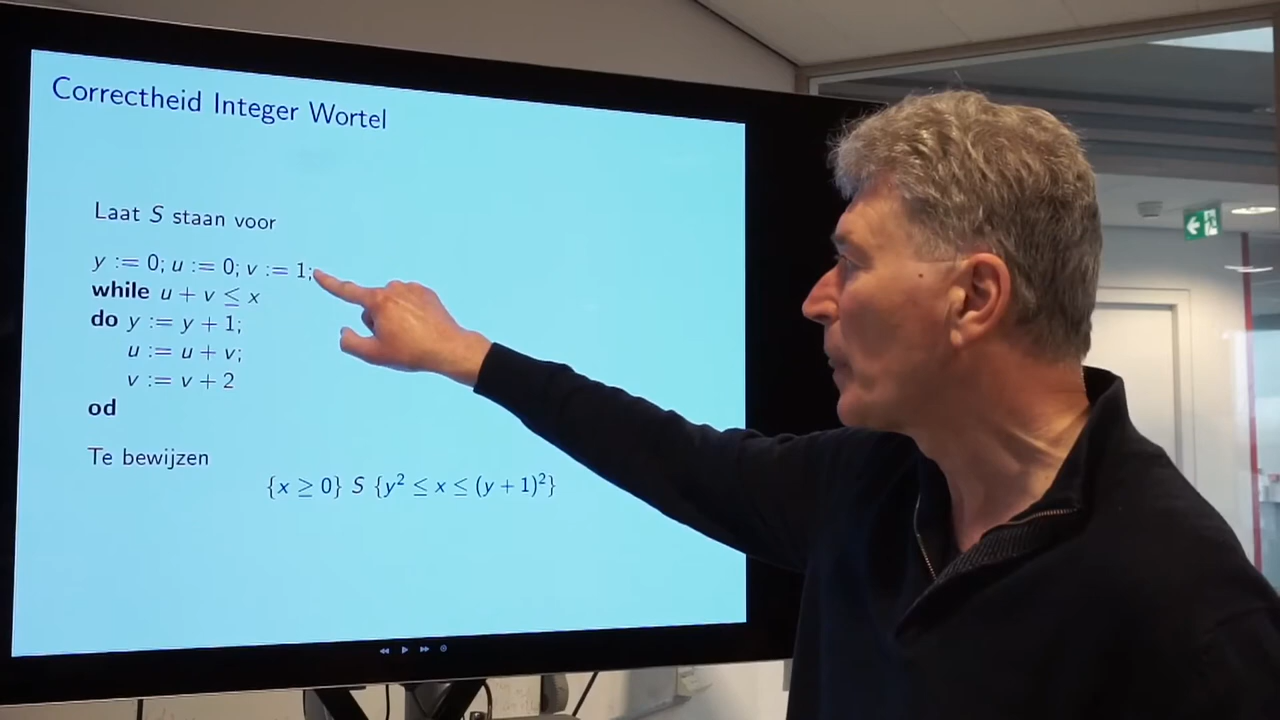 Correctheid Integer Wortel
Laat S staan voor
y := 0; u := 0; v := 1;
while u + v ≤ x
do y := y + 1;
u := u + v;
v := v + 2
od
Te bewijzen
{x ≥ 0} S {y² ≤ x ≤ (y + 1)²}